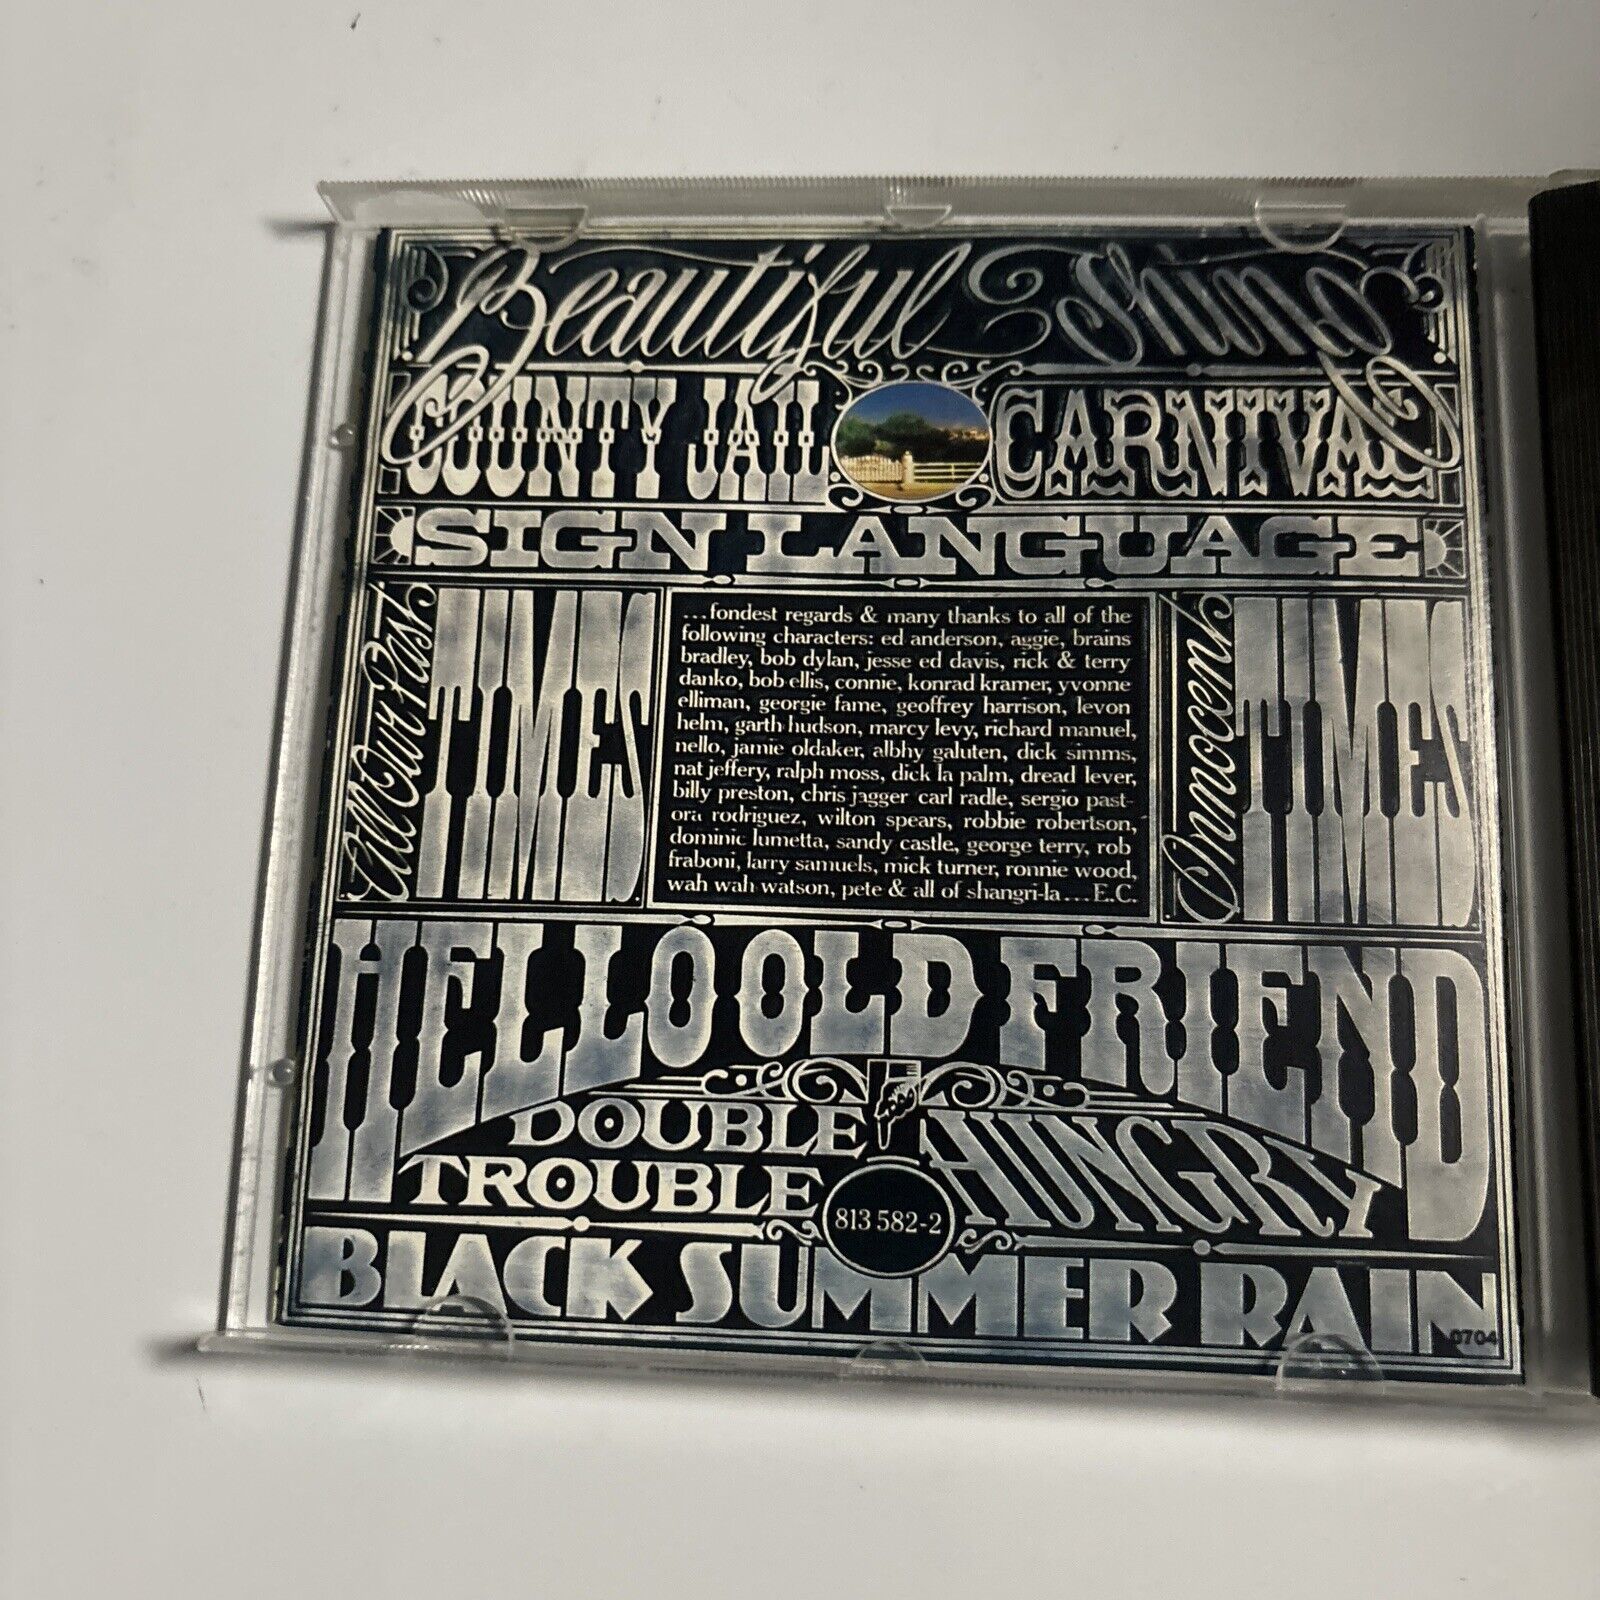 Beautiful Thing
COUNTY JAIL CARNIVAL
SIGN LANGUAGE
All Our Past
TIMES
...fondest regards & many thanks to all of the
following characters: ed anderson, aggie, brains
bradley, bob dylan, jesse ed davis, rick & terry
danko, bob ellis, connie, konrad kramer, yvonne
elliman, georgie fame, geoffrey harrison, levon
helm, garth hudson, marcy levy, richard manuel,
nello, jamie oldaker, albhy galuten, dick simms,
nat jeffery, ralph moss, dick la palm, dread lever,
billy preston, chris jagger carl radle, sergio past-
ora rodriguez, wilton spears, robbie robertson,
dominic lumetta, sandy castle, george terry, rob
fraboni, larry samuels, mick turner, ronnie wood,
wah wah watson, pete & all of shangri-la...E.C.
Innocent
TIMES
HELLO OLD FRIEND
DOUBLE
TROUBLE
HUNGRY
813 582-2
BLACK SUMMER RAIN
0704